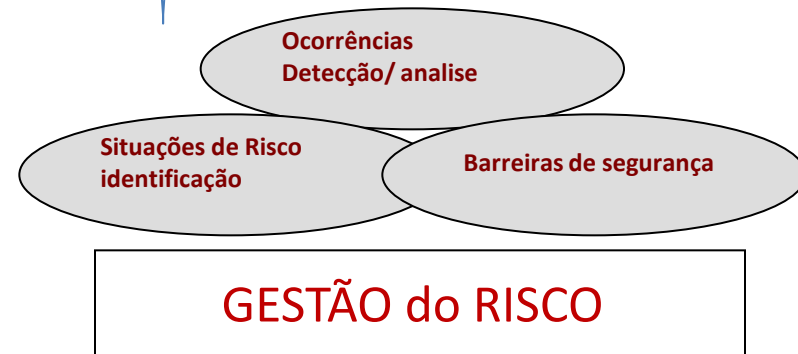 Ocorrências
Detecção/ analise
Situações de Risco
identificação
Barreiras de segurança
GESTÃO do RISCO